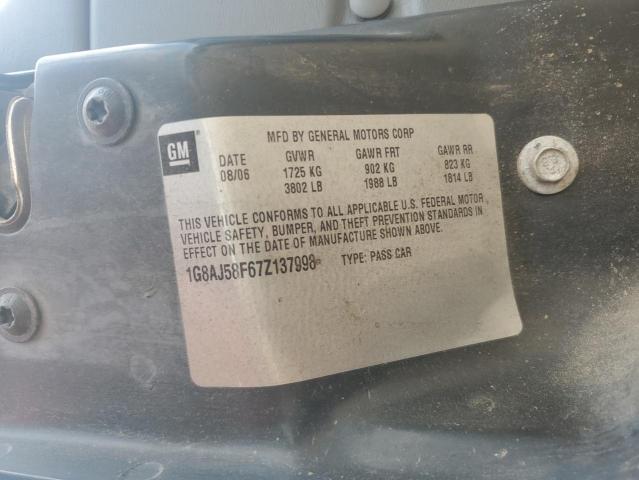 GM
MFD BY GENERAL MOTORS CORP
DATE GVWR GAWR FRT GAWR RR
08/06 1725 KG 902 KG 823 KG
3802 LB 1988 LB 1814 LB
THIS VEHICLE CONFORMS TO ALL APPLICABLE U.S. FEDERAL MOTOR
VEHICLE SAFETY, BUMPER, AND THEFT PREVENTION STANDARDS IN
EFFECT ON THE DATE OF MANUFACTURE SHOWN ABOVE.
1G8AJ58F67Z137998 TYPE: PASS CAR